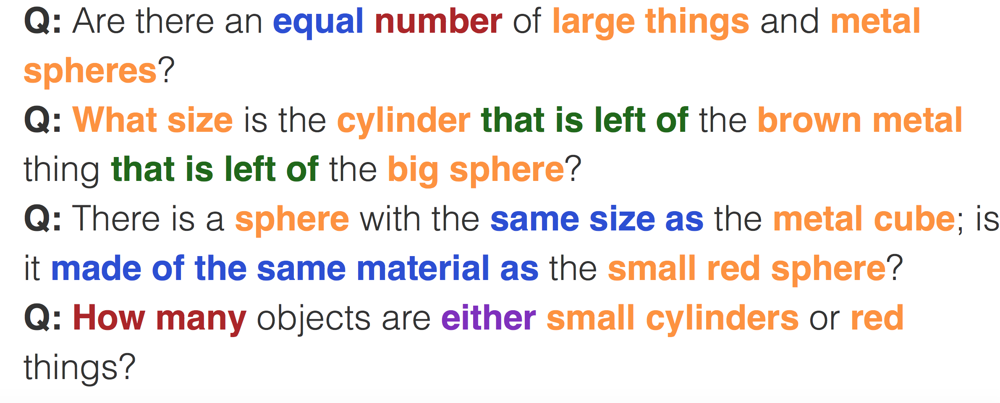 Q: Are there an equal number of large things and metal
spheres?
Q: What size is the cylinder that is left of the brown metal
thing that is left of the big sphere?
Q: There is a sphere with the same size as the metal cube; is
it made of the same material as the small red sphere?
Q: How many objects are either small cylinders or red
things?